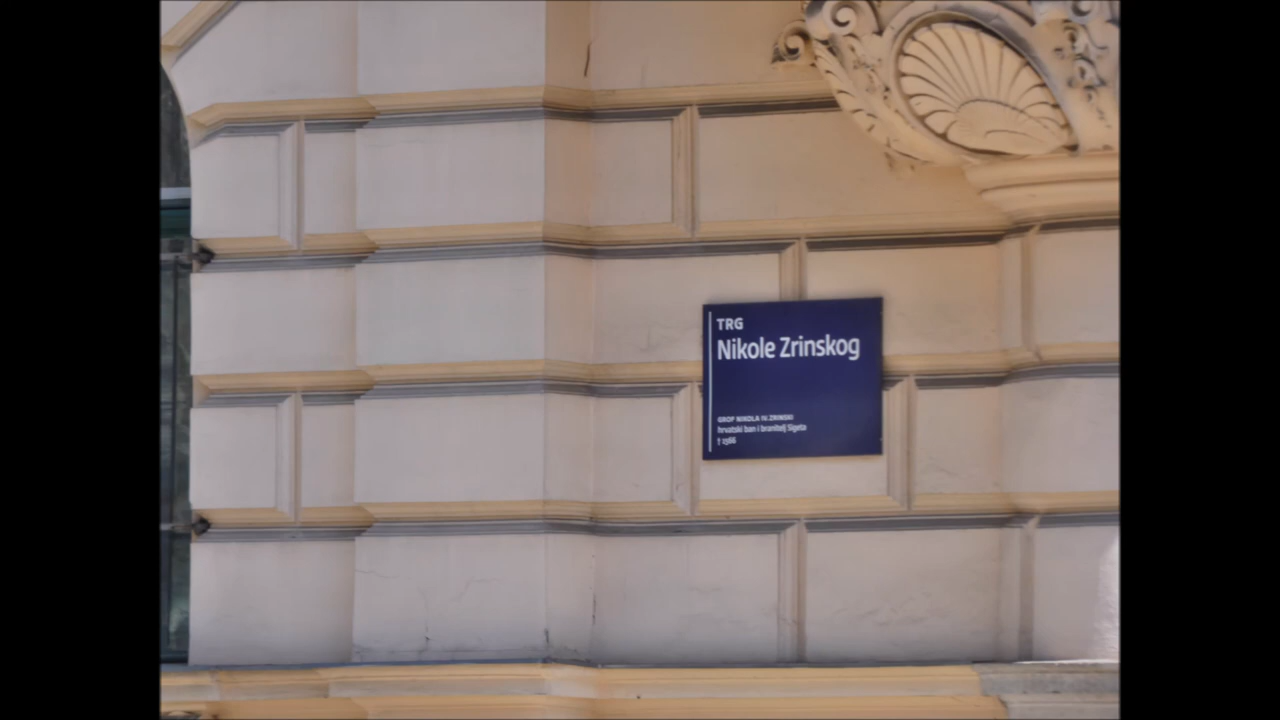 TRG
Nikole Zrinskog
GROF NIKOLA IV. ZRINSKI
hrvatski ban i branitelj Sigeta
† 1566